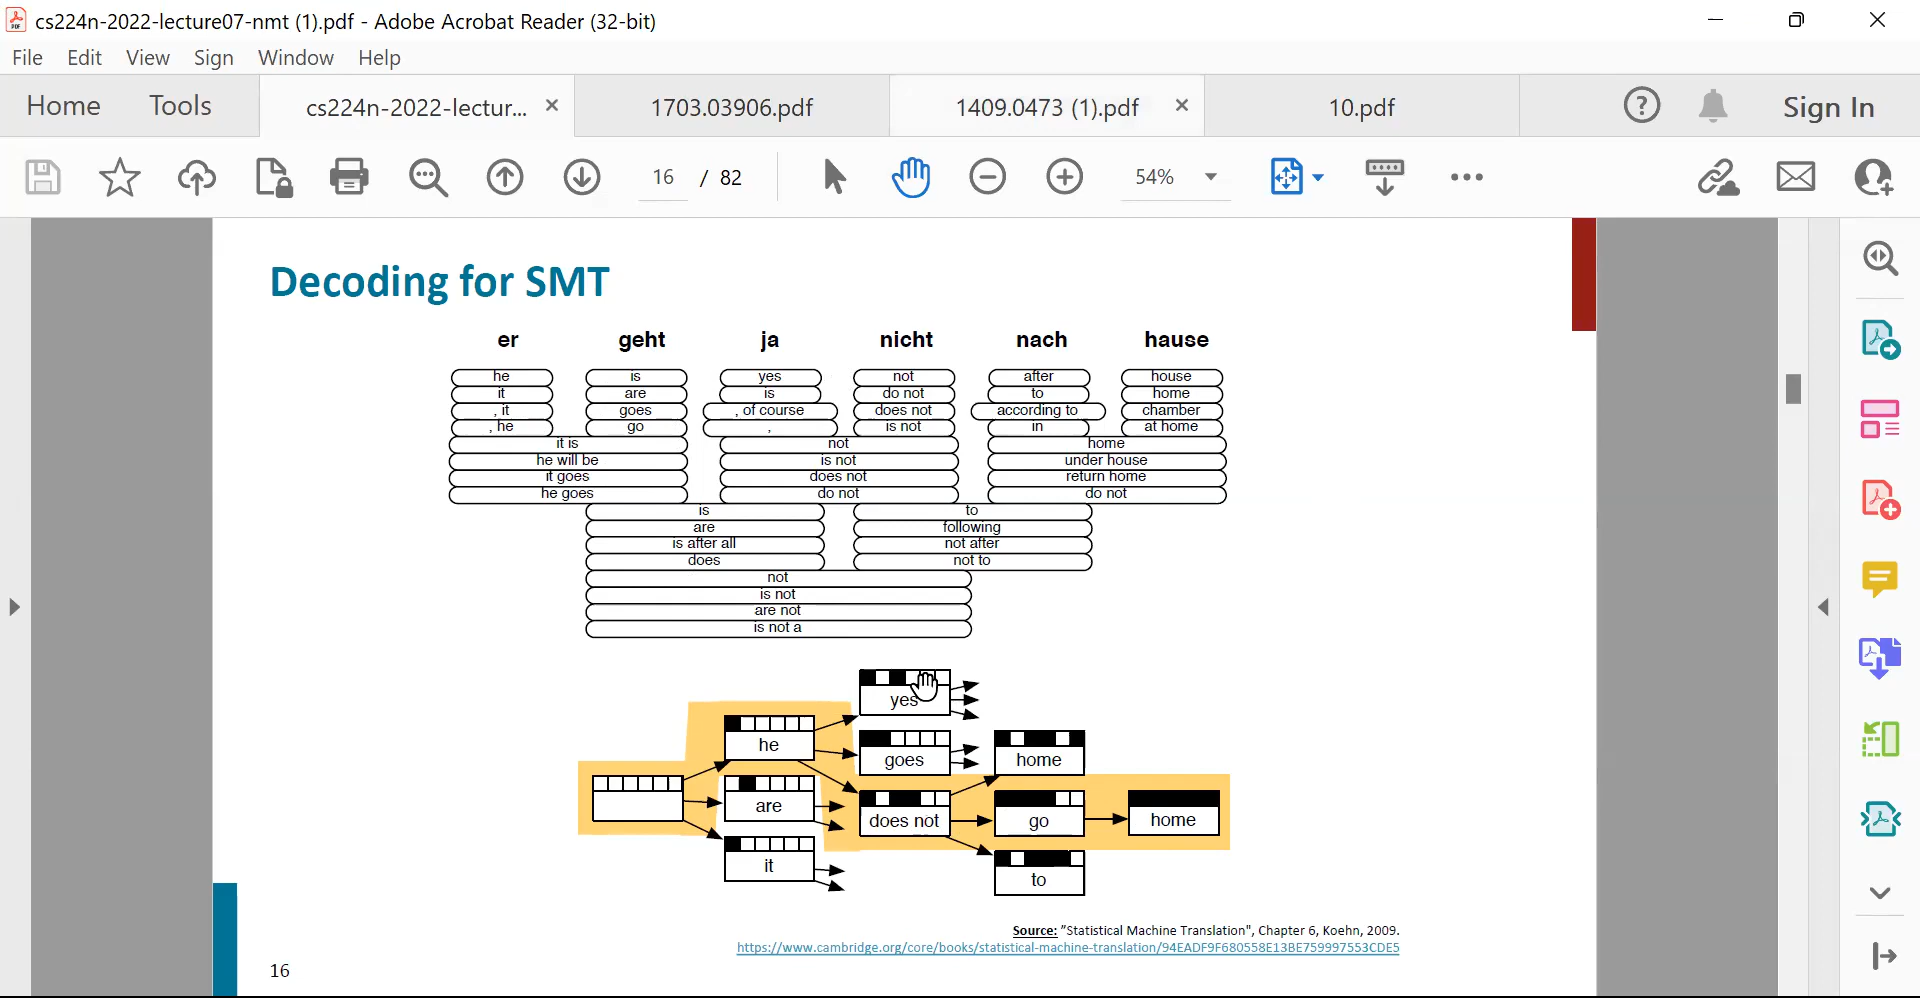 cs224n-2022-lecture07-nmt (1).pdf - Adobe Acrobat Reader (32-bit)
File Edit View Sign Window Help
Home Tools cs224n-2022-lectur... 1703.03906.pdf 1409.0473 (1).pdf 10.pdf Sign In
16 / 82 54%
Decoding for SMT
er geht ja nicht nach hause
he is yes not after house
it are is do not to home
, it goes , of course does not according to chamber
, he go , is not in at home
it is not home
he will be is not under house
it goes does not return home
he goes do not do not
is to
are following
is after all not after
does not to
not
is not
are not
is not a
yes
he goes home
are does not go home
it to
Source: "Statistical Machine Translation", Chapter 6, Koehn, 2009.
https://www.cambridge.org/core/books/statistical-machine-translation/94EADF9F680558E13BE759997553CDE5
16